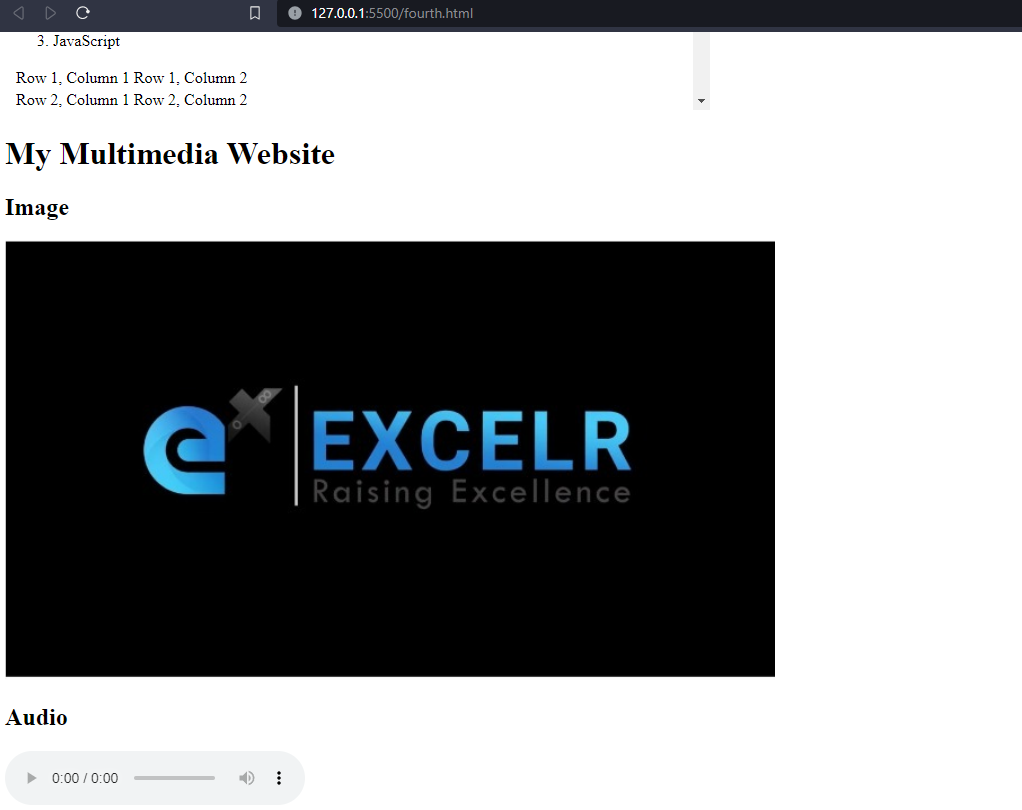 127.0.0.1:5500/fourth.html
3. JavaScript
Row 1, Column 1 Row 1, Column 2
Row 2, Column 1 Row 2, Column 2
My Multimedia Website
Image
ex
EXCELR
Raising Excellence
Audio
0:00 / 0:00